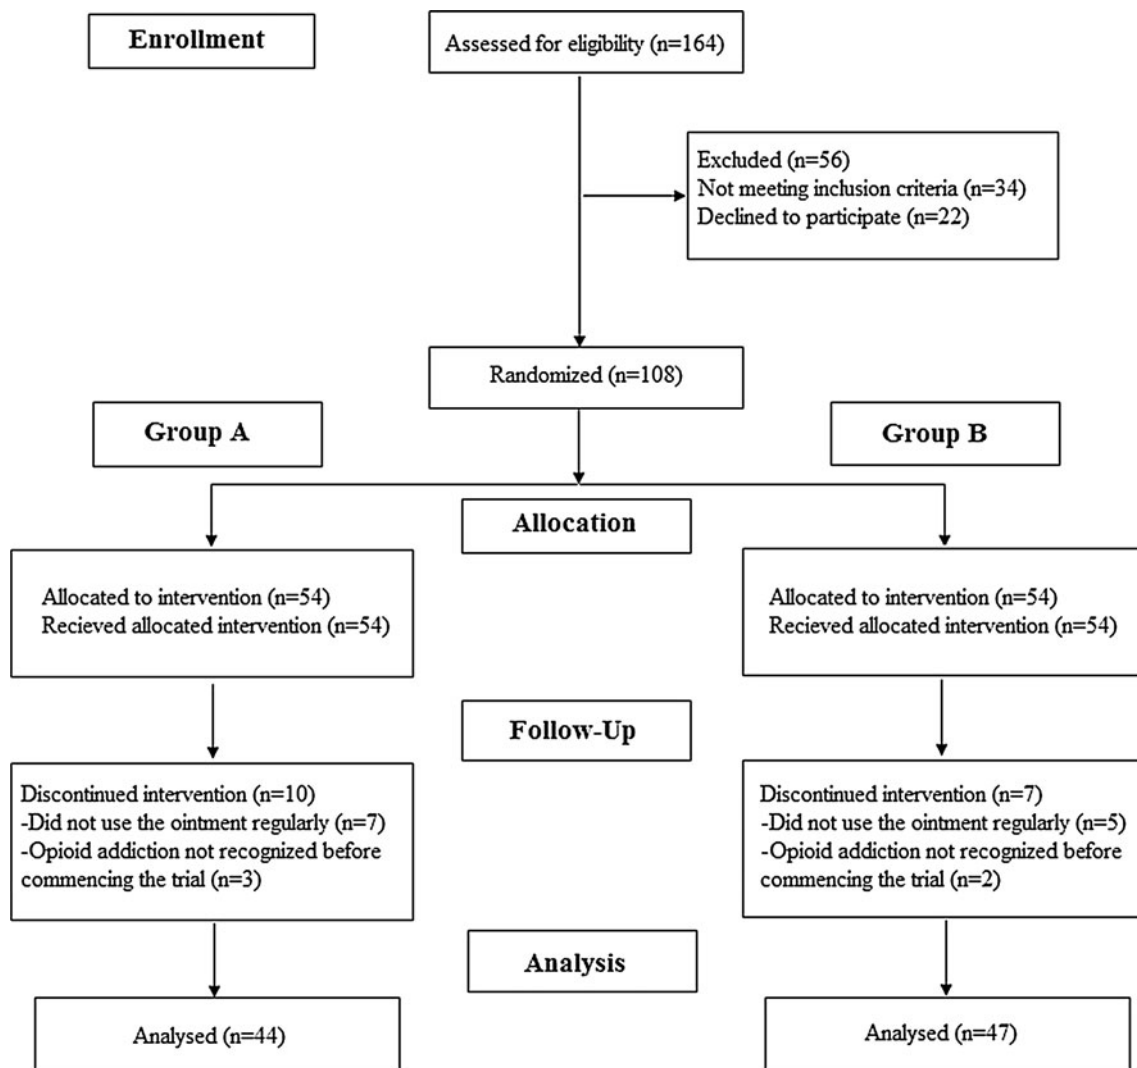 Enrollment
Assessed for eligibility (n=164)
Excluded (n=56)
Not meeting inclusion criteria (n=34)
Declined to participate (n=22)
Randomized (n=108)
Group A
Group B
Allocation
Allocated to intervention (n=54)
Recieved allocated intervention (n=54)
Allocated to intervention (n=54)
Recieved allocated intervention (n=54)
Follow-Up
Discontinued intervention (n=10)
-Did not use the ointment regularly (n=7)
-Opioid addiction not recognized before
commencing the trial (n=3)
Discontinued intervention (n=7)
-Did not use the ointment regularly (n=5)
-Opioid addiction not recognized before
commencing the trial (n=2)
Analysis
Analysed (n=44)
Analysed (n=47)